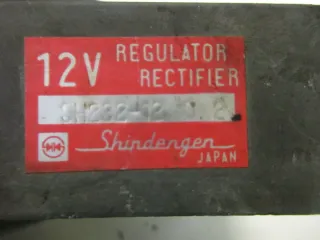 12V REGULATOR
RECTIFIER
SH232-12
Shindengen
JAPAN